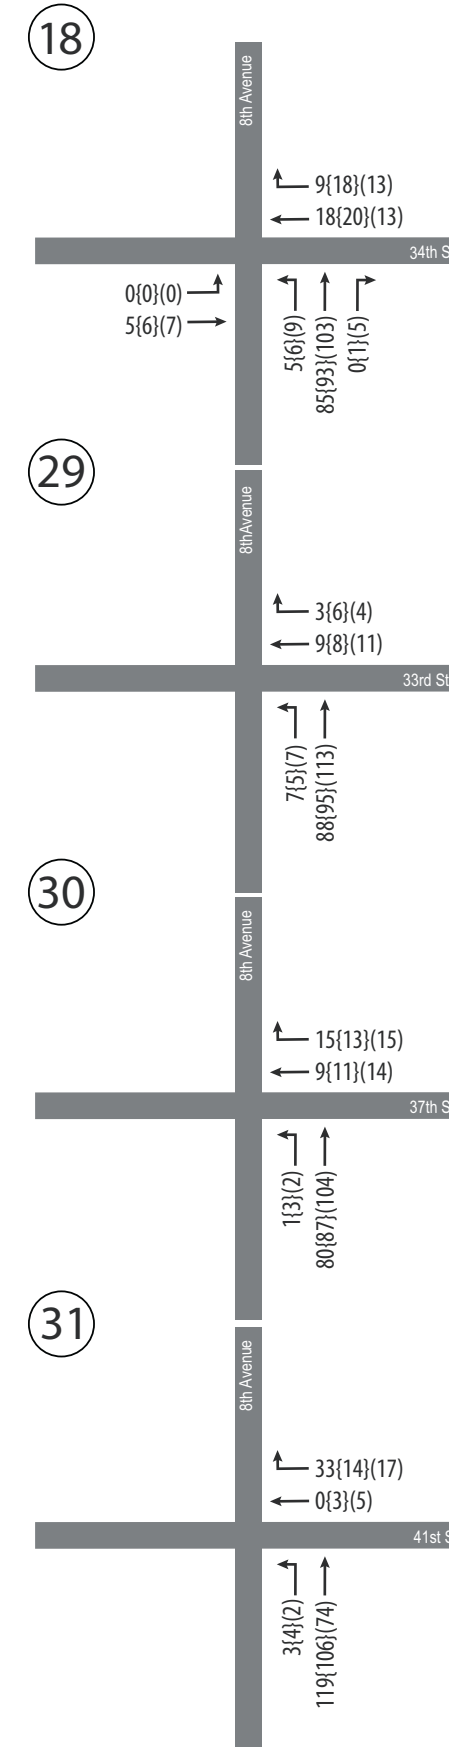 18
8th Avenue
9{18}(13)
18{20}(13)
34th S
0{0}(0)
5{6}(7)
5{6}(9)
85{93}(103)
0{1}(5)
29
8thAvenue
3{6}(4)
9{8}(11)
33rd St
7{5}(7)
88{95}(113)
30
8th Avenue
15{13}(15)
9{11}(14)
37th S
1{3}(2)
80{87}(104)
31
8th Avenue
33{14}(17)
0{3}(5)
41st S
3{4}(2)
119{106}(74)